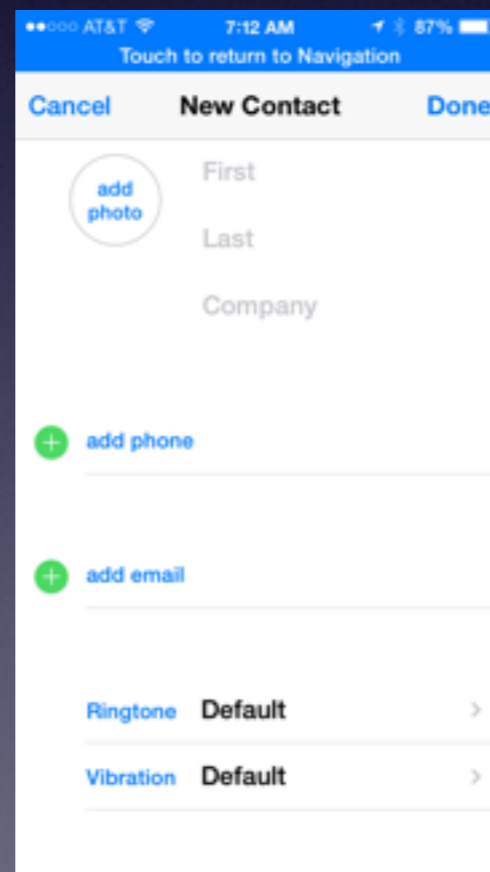 AT&T 7:12 AM 87%
Touch to return to Navigation
Cancel New Contact Done
add
photo
First
Last
Company
add phone
add email
Ringtone Default
Vibration Default